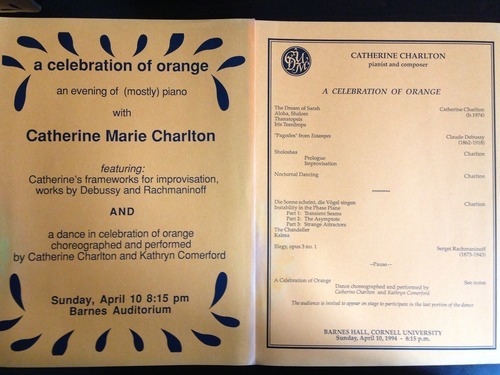 a celebration of orange
an evening of (mostly) piano
with
Catherine Marie Charlton
featuring:
Catherine's frameworks for improvisation,
works by Debussy and Rachmaninoff
AND
a dance in celebration of orange
choreographed and performed
by Catherine Charlton and Kathryn Comerford
Sunday, April 10 8:15 pm
Barnes Auditorium
CUDM
CATHERINE CHARLTON
pianist and composer
A CELEBRATION OF ORANGE
The Dream of Sarah Catherine Charlton
Aloha, Shalom (b.1974)
Thanatopsis
Iris Teardrops
"Pagodes" from Estampes Claude Debussy
(1862-1918)
Sheloshaa Charlton
Prologue
Improvisation
Nocturnal Dancing Charlton
Die Sonne scheint, die Vögel singen Charlton
Instability in the Phase Plane
Part 1: Transient Seams
Part 2: The Asymptote
Part 3: Strange Attractors
The Chandelier
Kalma
Elegy, opus 3 no. 1 Sergei Rachmaninoff
(1873-1943)
--Pause--
A Celebration of Orange See notes
Dance choreographed and performed by
Catherine Charlton and Kathryn Comerford
The audience is invited to appear on stage to participate in the last portion of the dance.
BARNES HALL, CORNELL UNIVERSITY
Sunday, April 10, 1994 - 8:15 p.m.